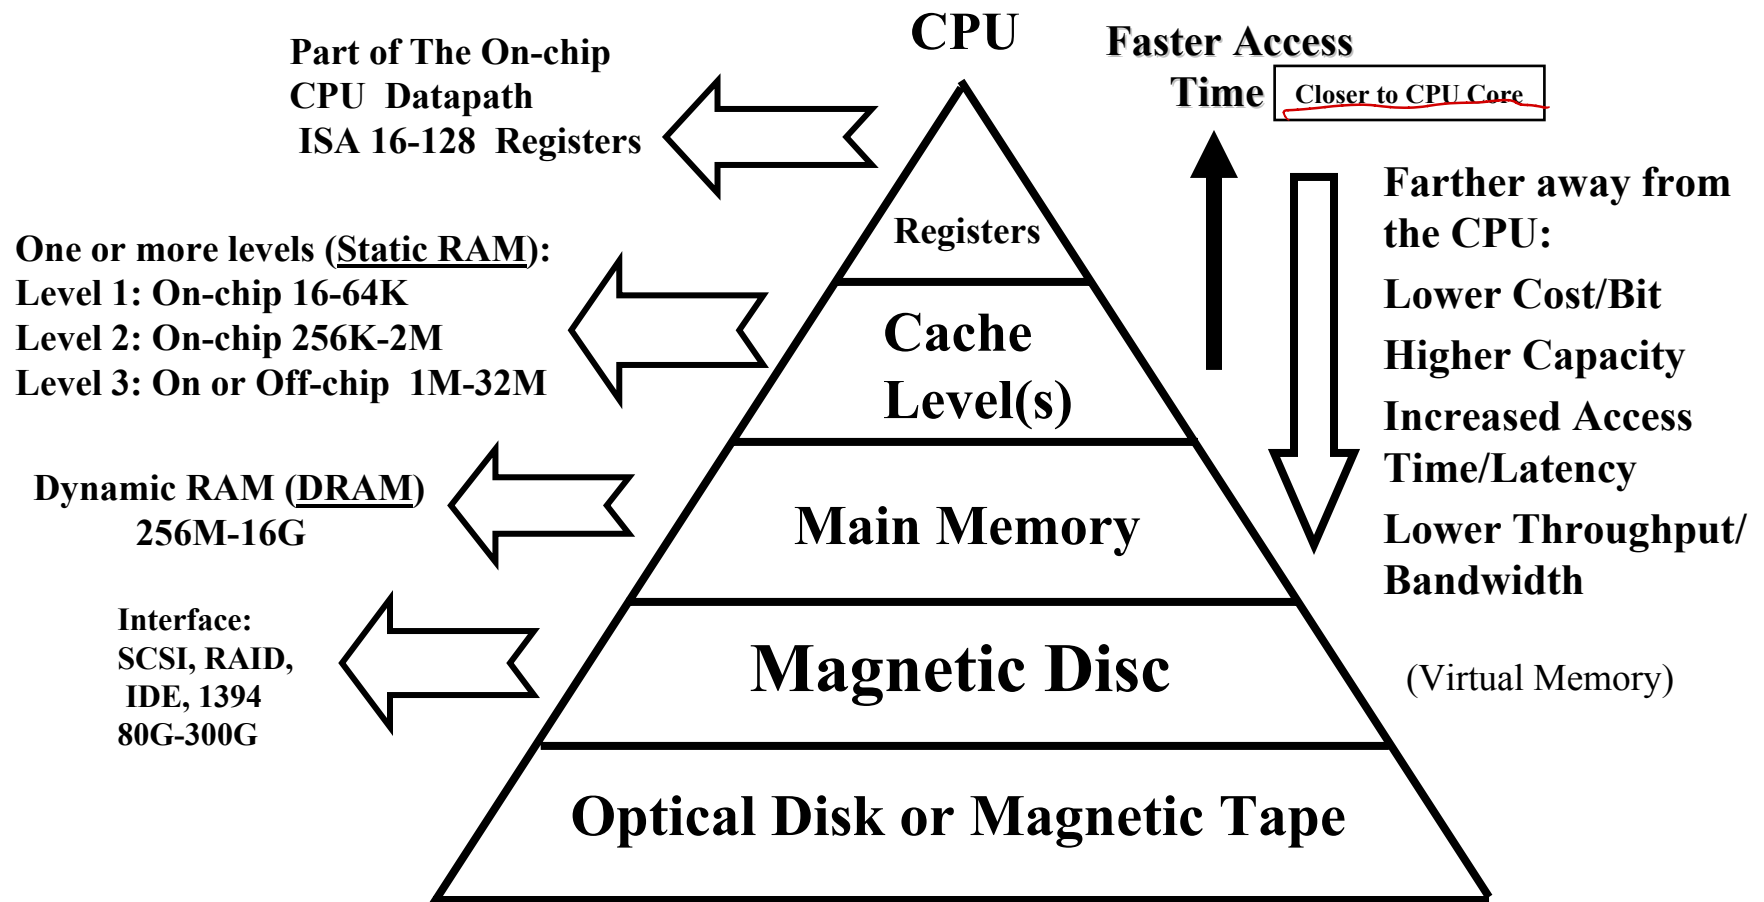 CPU
Part of The On-chip
CPU Datapath
ISA 16-128 Registers
Faster Access
Time
Closer to CPU Core
Registers
Farther away from
the CPU:
Lower Cost/Bit
Higher Capacity
Increased Access
Time/Latency
Lower Throughput/
Bandwidth
One or more levels (Static RAM):
Level 1: On-chip 16-64K
Level 2: On-chip 256K-2M
Level 3: On or Off-chip 1M-32M
Cache
Level(s)
Dynamic RAM (DRAM)
256M-16G
Main Memory
Interface:
SCSI, RAID,
IDE, 1394
80G-300G
Magnetic Disc
(Virtual Memory)
Optical Disk or Magnetic Tape